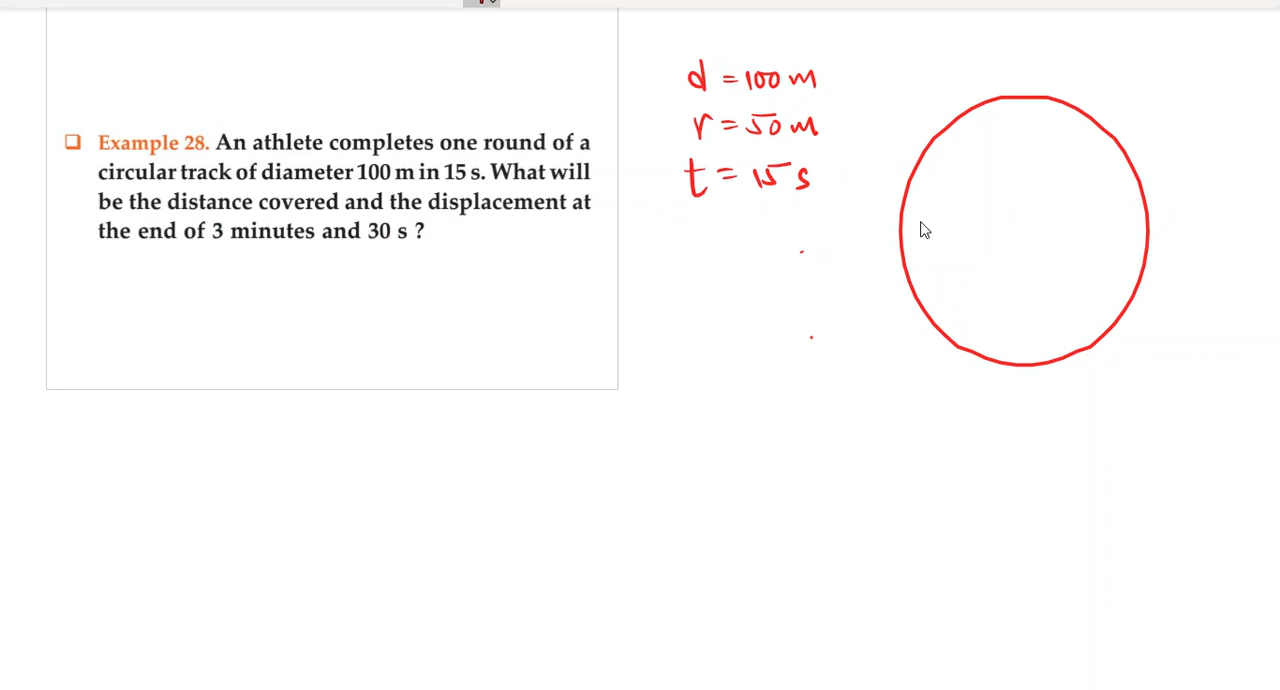 Example 28. An athlete completes one round of a
circular track of diameter 100 m in 15 s. What will
be the distance covered and the displacement at
the end of 3 minutes and 30 s ?
d = 100 m
r = 50 m
t = 15 s